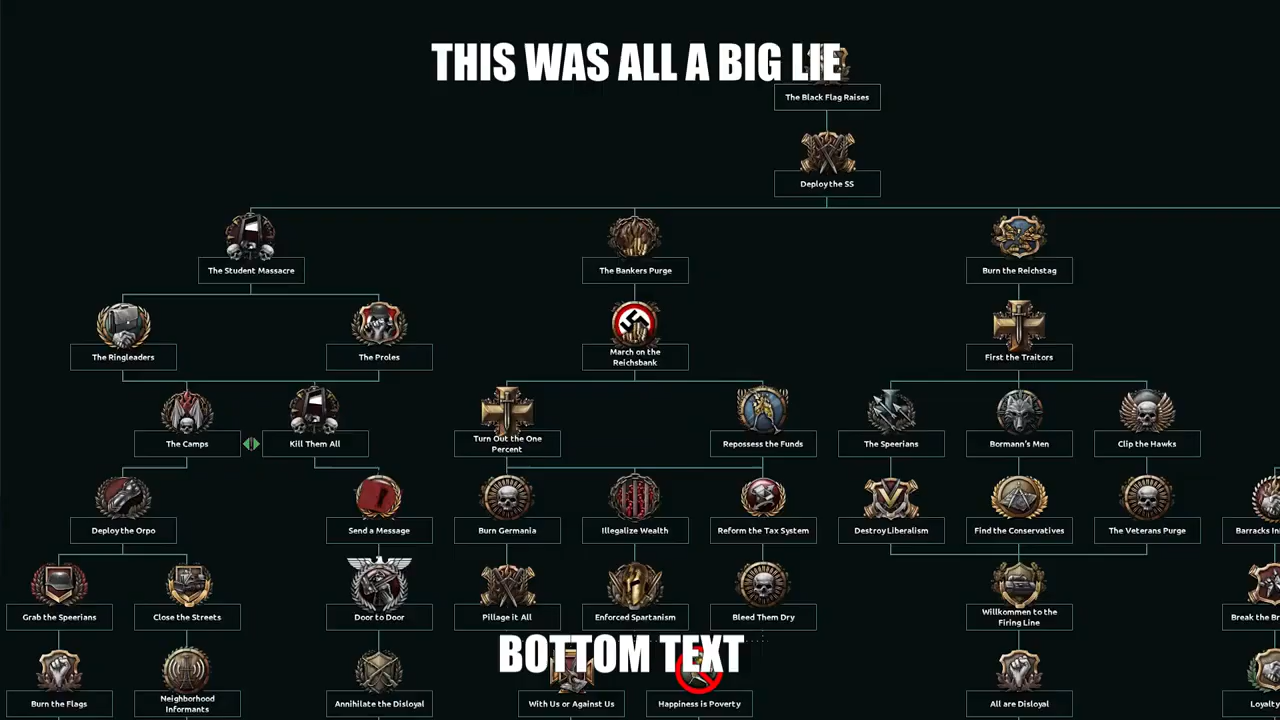 THIS WAS ALL A BIG LIE
The Black Flag Raises
Deploy the SS
The Student Massacre
The Bankers Purge
Burn the Reichstag
The Ringleaders
The Proles
March on the
Reichsbank
First the Traitors
The Camps
Kill Them All
Turn Out the One
Percent
Repossess the Funds
The Speerians
Bormann's Men
Clip the Hawks
Deploy the Orpo
Send a Message
Burn Germania
Illegalize Wealth
Reform the Tax System
Destroy Liberalism
Find the Conservatives
The Veterans Purge
Barracks In
Grab the Speerians
Close the Streets
Door to Door
Pillage it All
Enforced Spartanism
Bleed Them Dry
Willkommen to the
Firing Line
Break the Br
BOTTOM TEXT
Burn the Flags
Neighborhood
Informants
Annihilate the Disloyal
With Us or Against Us
Happiness is Poverty
All are Disloyal
Loyalty